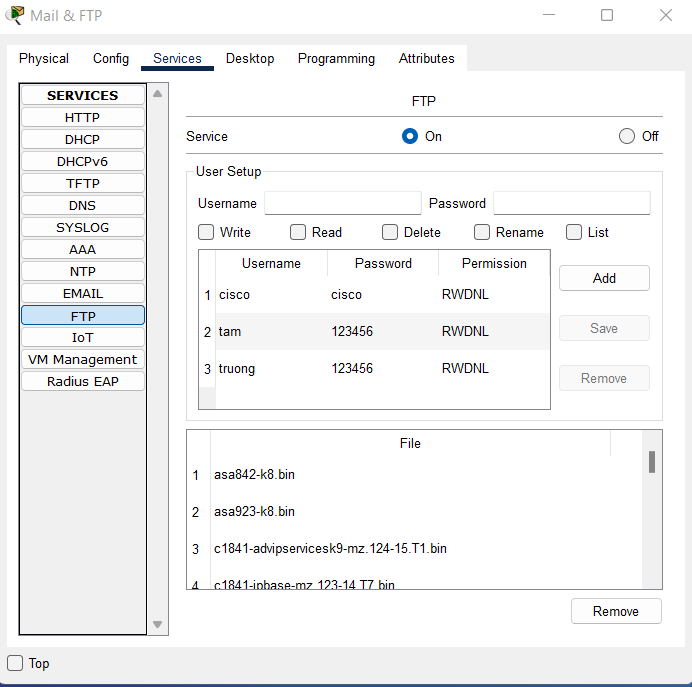 Mail & FTP
Physical Config Services Desktop Programming Attributes
SERVICES
HTTP
DHCP
DHCPv6
TFTP
DNS
SYSLOG
AAA
NTP
EMAIL
FTP
IoT
VM Management
Radius EAP
FTP
Service On Off
User Setup
Username Password
Write Read Delete Rename List
Username Password Permission
1 cisco cisco RWDNL
2 tam 123456 RWDNL
3 truong 123456 RWDNL
Add
Save
Remove
File
1 asa842-k8.bin
2 asa923-k8.bin
3 c1841-advipservicesk9-mz.124-15.T1.bin
4 c1841-ipbase-mz.123-14.T7.bin
Remove
Top